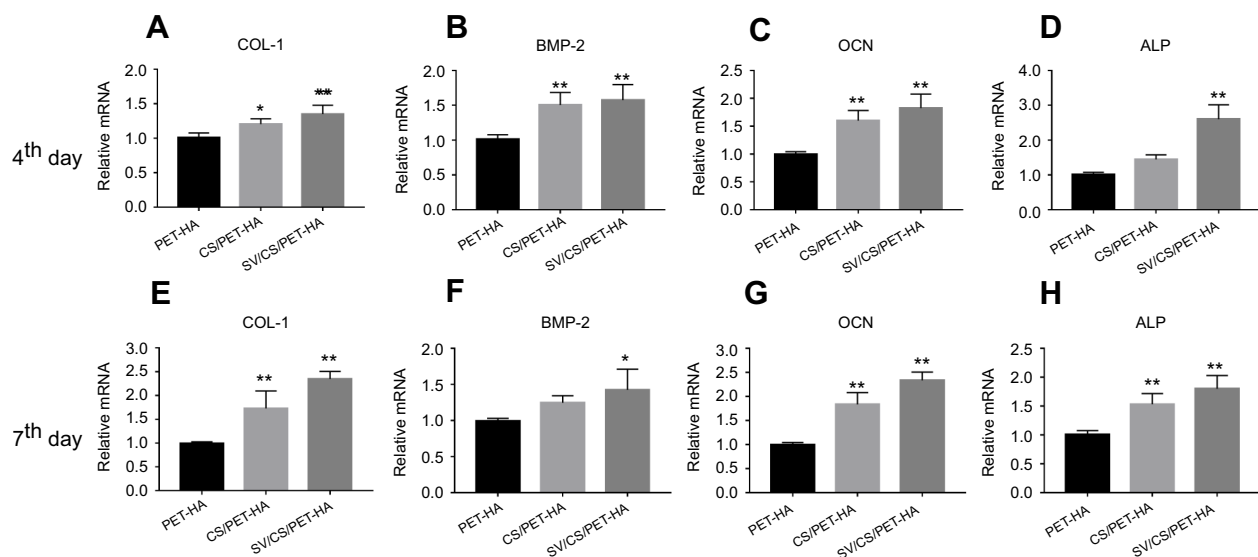 A
COL-1
2.0
**
1.5
*
1.0
0.5
0.0
Relative mRNA
PET-HA
CS/PET-HA
SV/CS/PET-HA
B
BMP-2
2.0
**
**
1.5
1.0
0.5
0.0
Relative mRNA
PET-HA
CS/PET-HA
SV/CS/PET-HA
C
OCN
2.5
2.0
**
**
1.5
1.0
0.5
0.0
Relative mRNA
PET-HA
CS/PET-HA
SV/CS/PET-HA
D
ALP
4.0
3.0
**
2.0
1.0
0.0
Relative mRNA
PET-HA
CS/PET-HA
SV/CS/PET-HA
4th day
E
COL-1
3.0
2.5
**
**
2.0
1.5
1.0
0.5
0.0
Relative mRNA
PET-HA
CS/PET-HA
SV/CS/PET-HA
F
BMP-2
2.0
*
1.5
1.0
0.5
0.0
Relative mRNA
PET-HA
CS/PET-HA
SV/CS/PET-HA
G
OCN
3.0
2.5
**
**
2.0
1.5
1.0
0.5
0.0
Relative mRNA
PET-HA
CS/PET-HA
SV/CS/PET-HA
H
ALP
2.5
2.0
**
**
1.5
1.0
0.5
0.0
Relative mRNA
PET-HA
CS/PET-HA
SV/CS/PET-HA
7th day